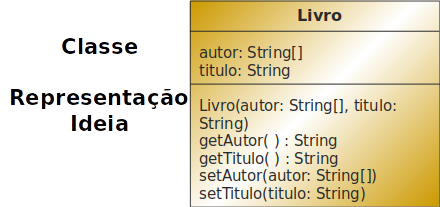 Classe
Representação
Ideia
Livro
autor: String[]
titulo: String
Livro(autor: String[], titulo:
String)
getAutor( ) : String
getTitulo( ) : String
setAutor(autor: String[])
setTitulo(titulo: String)